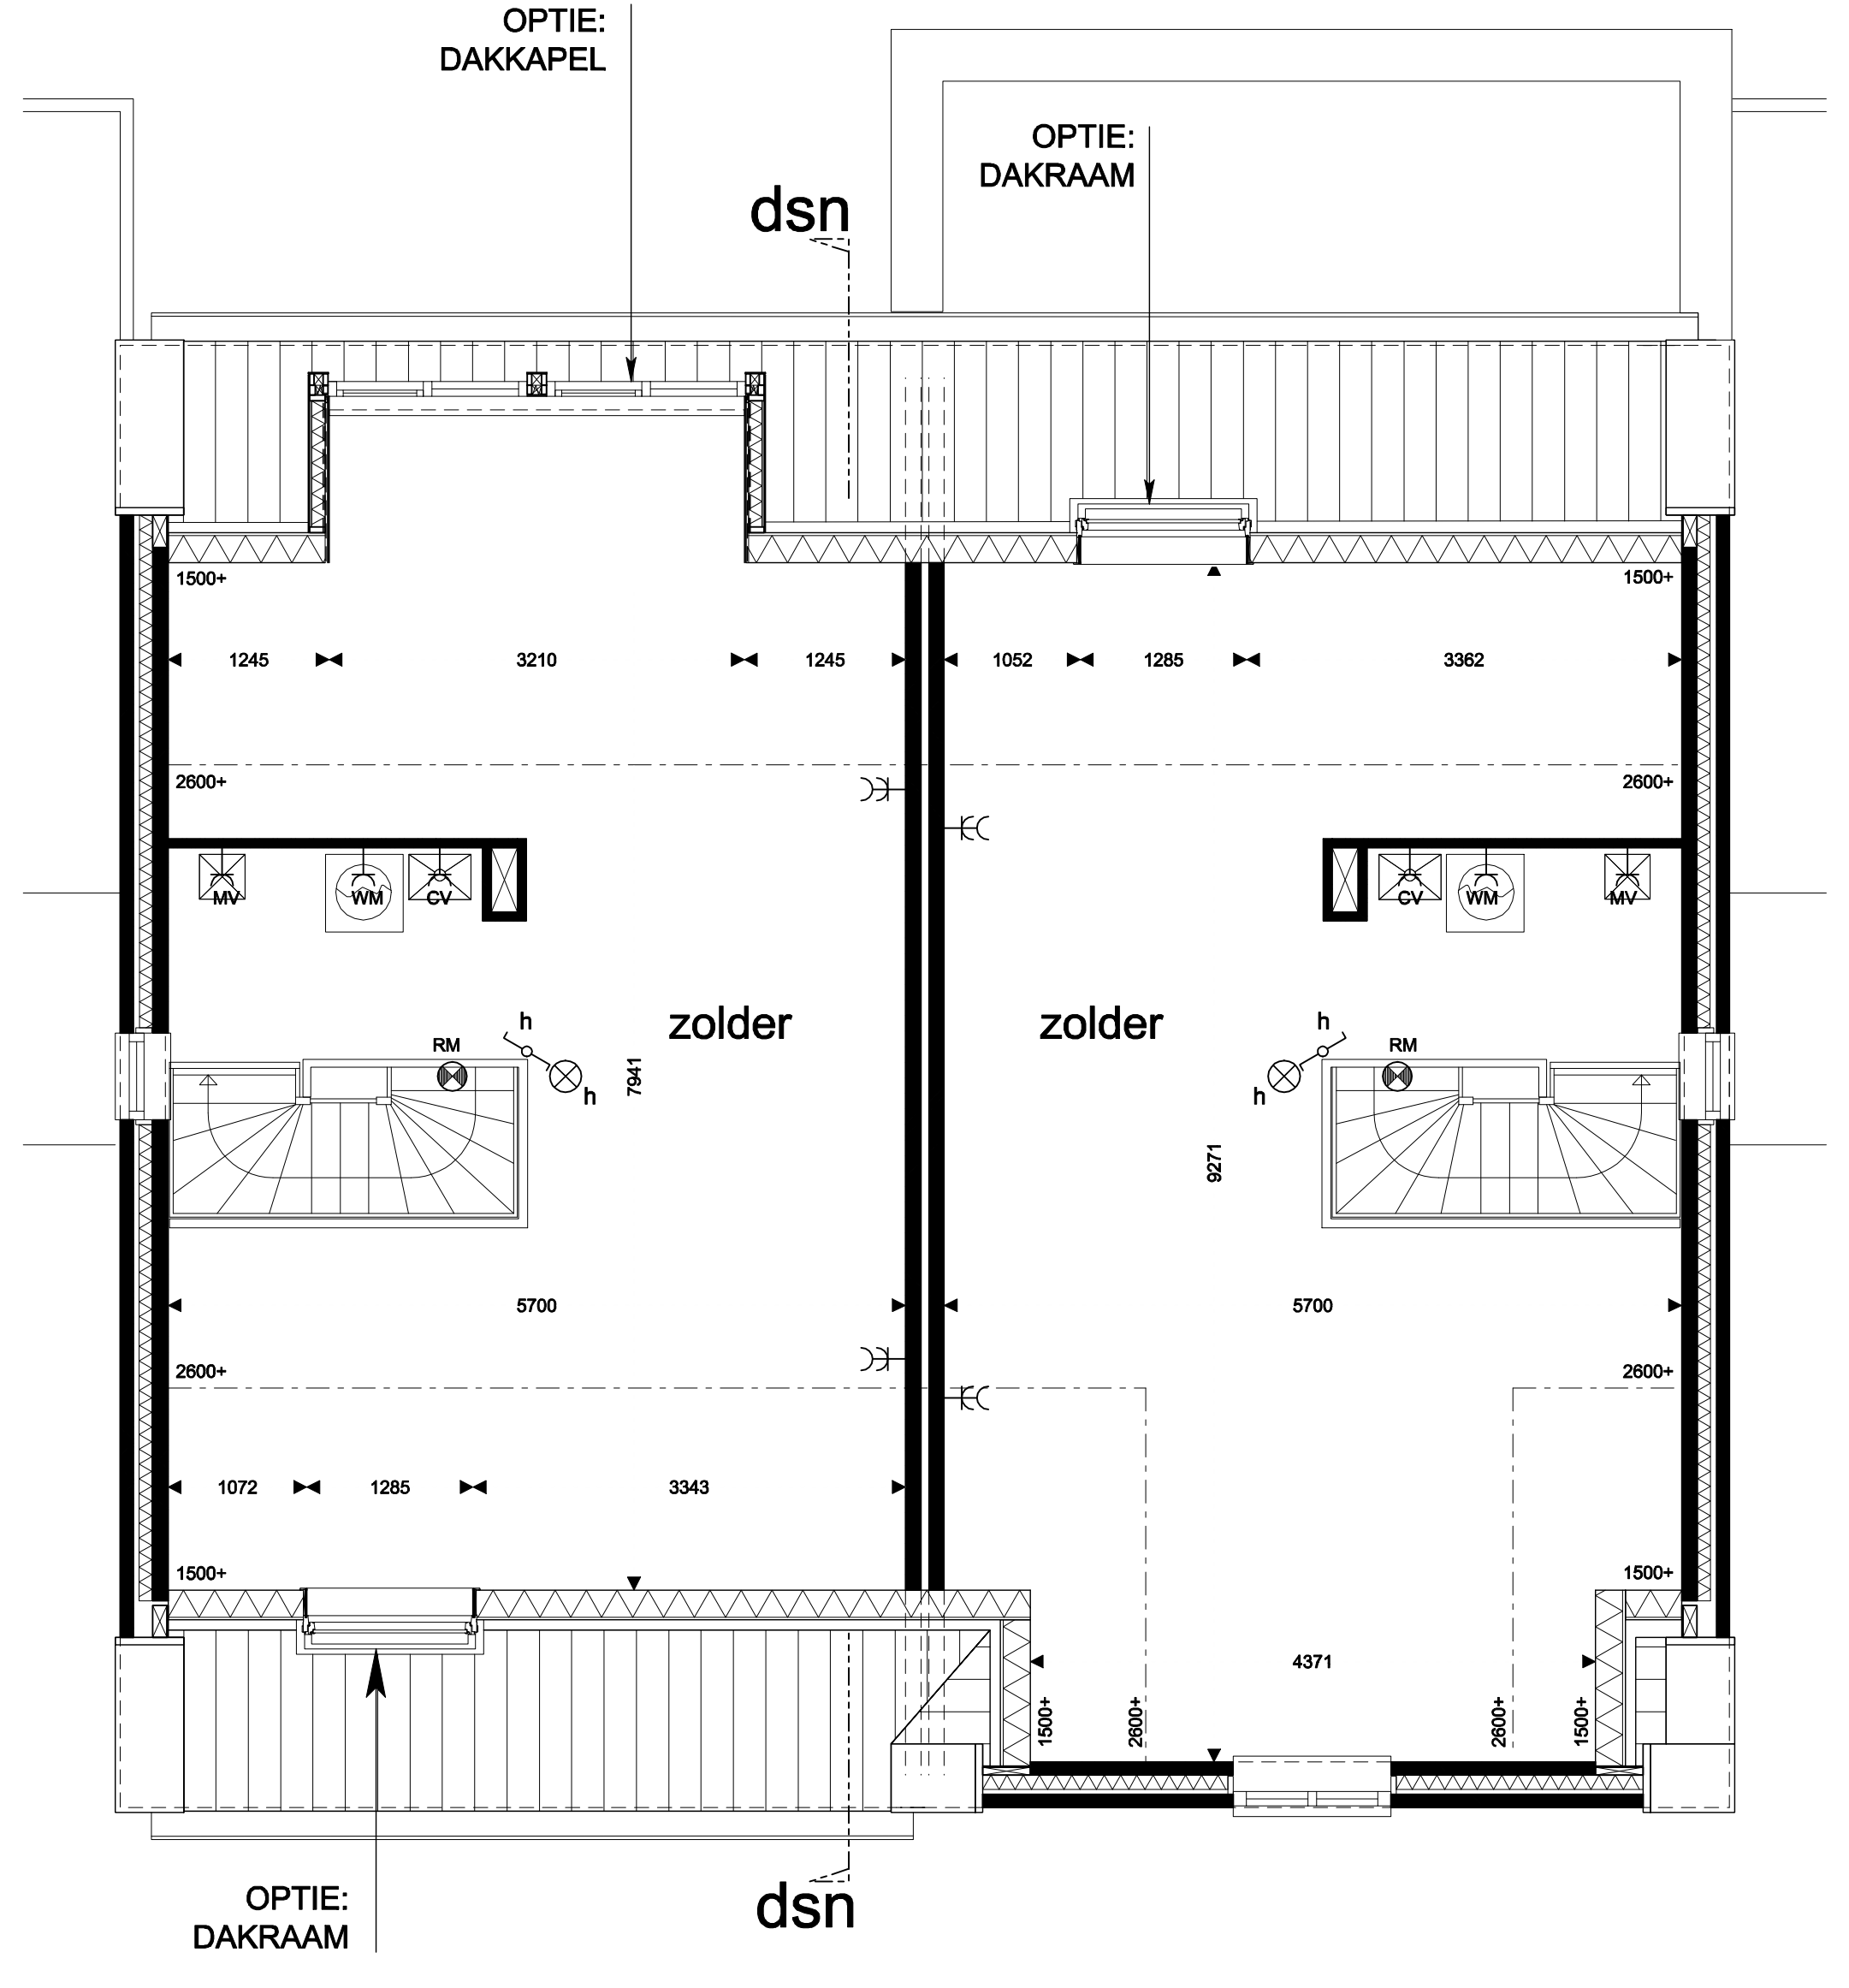 OPTIE:
DAKKAPEL
OPTIE:
DAKRAAM
dsn
1500+
1500+
1245
3210
1245
1052
1285
3362
2600+
2600+
MV
WM
CV
CV
WM
MV
zolder
zolder
h
h
RM
RM
h
h
7941
9271
5700
5700
2600+
2600+
1072
1285
3343
1500+
1500+
4371
1500+
2600+
2600+
1500+
dsn
OPTIE:
DAKRAAM